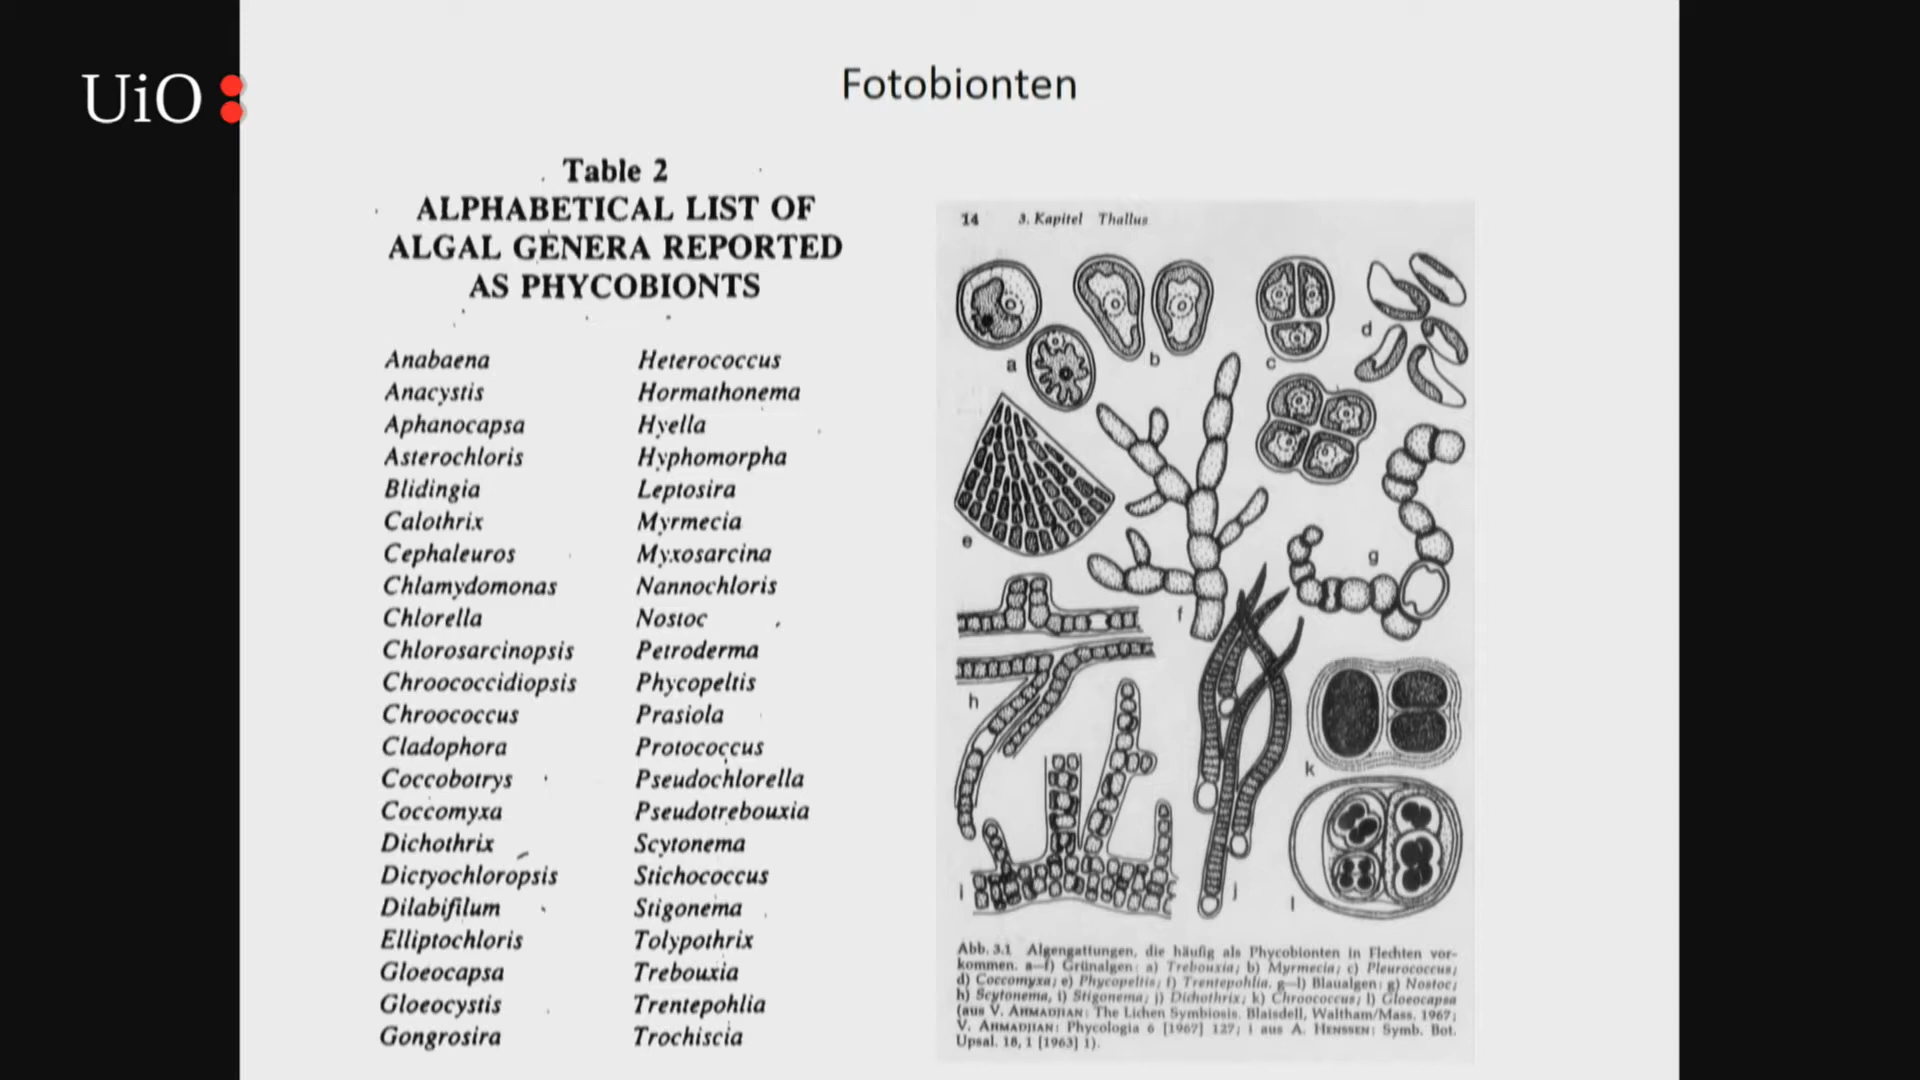 UiO
Fotobionten
Table 2
ALPHABETICAL LIST OF
ALGAL GENERA REPORTED
AS PHYCOBIONTS
Anabaena
Anacystis
Aphanocapsa
Asterochloris
Blidingia
Calothrix
Cephaleuros
Chlamydomonas
Chlorella
Chlorosarcinopsis
Chroococcidiopsis
Chroococcus
Cladophora
Coccobotrys
Coccomyxa
Dichothrix
Dictyochloropsis
Dilabifilum
Elliptochloris
Gloeocapsa
Gloeocystis
Gongrosira
Heterococcus
Hormathonema
Hyella
Hyphomorpha
Leptosira
Myrmecia
Myxosarcina
Nannochloris
Nostoc
Petroderma
Phycopeltis
Prasiola
Protococcus
Pseudochlorella
Pseudotrebouxia
Scytonema
Stichococcus
Stigonema
Tolypothrix
Trebouxia
Trentepohlia
Trochiscia
14 3. Kapitel Thallus
a
b
c
d
e
f
g
h
h
i
j
k
l
Abb. 3.1 Algengattungen, die häufig als Phycobionten in Flechten vor-
kommen. a—f) Grünalgen: a) Trebouxia; b) Myrmecia; c) Pleurococcus;
d) Coccomyxa; e) Phycopeltis; f) Trentepohlia. g—l) Blaualgen: g) Nostoc;
h) Scytonema, i) Stigonema; j) Dichothrix; k) Chroococcus; l) Gloeocapsa
(aus V. AHMADJIAN: The Lichen Symbiosis. Blaisdell, Waltham/Mass. 1967;
V. AHMADJIAN: Phycologia 6 [1967] 127; i aus A. HENSSEN: Symb. Bot.
Upsal. 18, 1 [1963] 1).